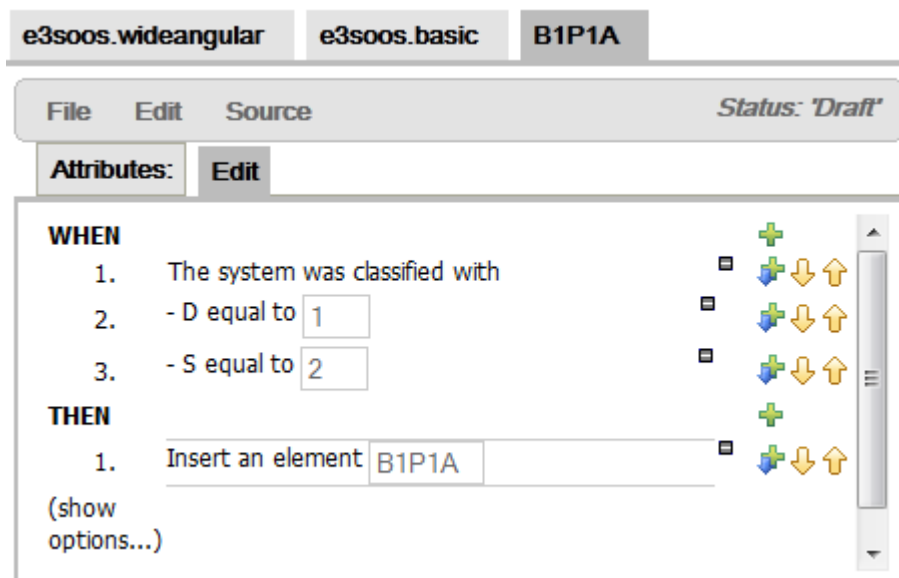 e3soos.wideangular e3soos.basic B1P1A
File Edit Source Status: 'Draft'
Attributes: Edit
WHEN
1. The system was classified with
2. - D equal to 1
3. - S equal to 2
THEN
1. Insert an element B1P1A
(show
options...)